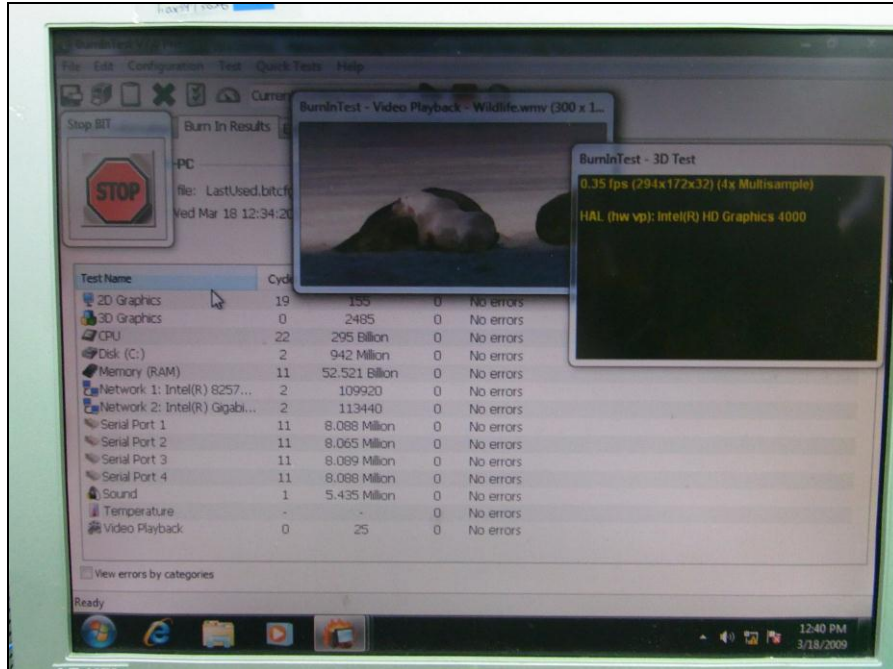 BurnInTest V7.0 Pro
File Edit Configuration Test Quick Tests Help
Current
Stop BIT
STOP
Burn In Results
BurnInTest - Video Playback - Wildlife.wmv (300 x 1...
BurnInTest - 3D Test
0.35 fps (294x172x32) (4x Multisample)
HAL (hw vp): Intel(R) HD Graphics 4000
-PC
file: LastUsed.bitcfg
Wed Mar 18 12:34:20
Test Name Cycle
2D Graphics 19 155 0 No errors
3D Graphics 0 2485 0 No errors
CPU 22 295 Billion 0 No errors
Disk (C:) 2 942 Million 0 No errors
Memory (RAM) 11 52.521 Billion 0 No errors
Network 1: Intel(R) 8257... 2 109920 0 No errors
Network 2: Intel(R) Gigabi... 2 113440 0 No errors
Serial Port 1 11 8.088 Million 0 No errors
Serial Port 2 11 8.065 Million 0 No errors
Serial Port 3 11 8.089 Million 0 No errors
Serial Port 4 11 8.088 Million 0 No errors
Sound 1 5.435 Million 0 No errors
Temperature - - 0 No errors
Video Playback 0 25 0 No errors
View errors by categories
Ready
12:40 PM
3/18/2009